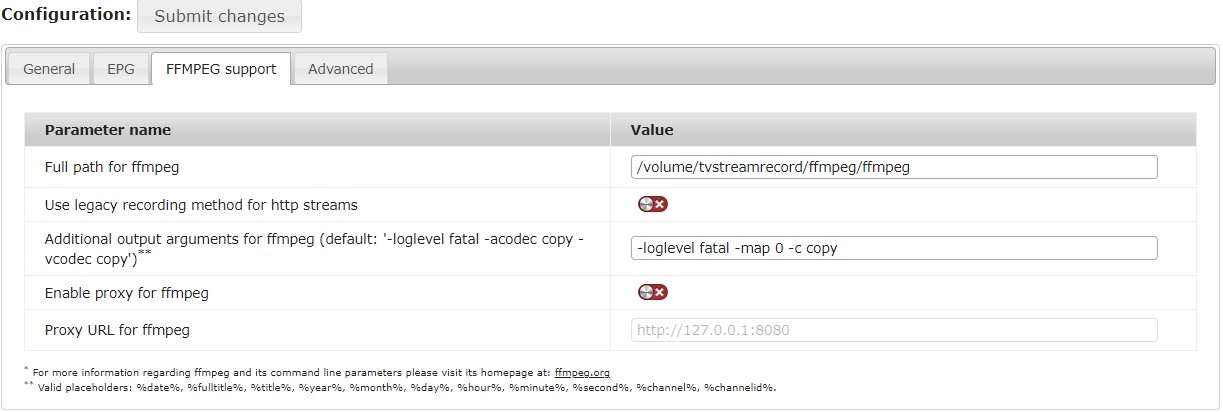 Configuration: Submit changes
General EPG FFMPEG support Advanced
Parameter name Value
Full path for ffmpeg /volume/tvstreamrecord/ffmpeg/ffmpeg
Use legacy recording method for http streams
Additional output arguments for ffmpeg (default: '-loglevel fatal -acodec copy -
vcodec copy')**
-loglevel fatal -map 0 -c copy
Enable proxy for ffmpeg
Proxy URL for ffmpeg http://127.0.0.1:8080
* For more information regarding ffmpeg and its command line parameters please visit its homepage at: ffmpeg.org
** Valid placeholders: %date%, %fulltitle%, %title%, %year%, %month%, %day%, %hour%, %minute%, %second%, %channel%, %channelid%.